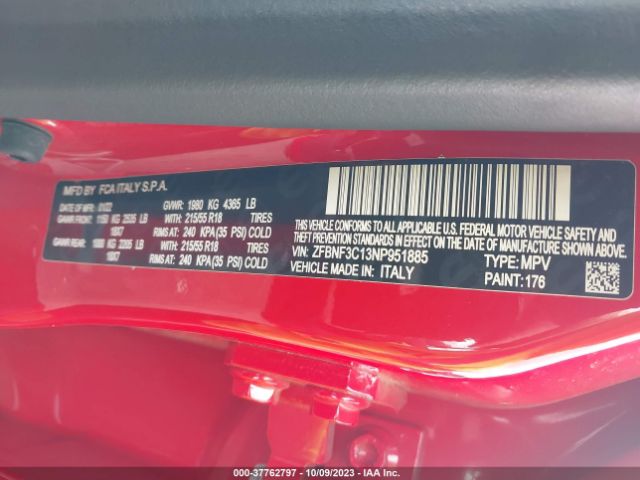 MFD BY FCA ITALY S.P.A.
DATE OF MFR: 01/22 GVWR: 1980 KG 4365 LB
GAWR FRONT: 1150 KG 2535 LB WITH 215/55 R18 TIRES
18X7 RIMS AT: 240 KPA(35 PSI) COLD
GAWR REAR: 1000 KG 2205 LB WITH: 215/55 R18 TIRES
18X7 RIMS AT: 240 KPA(35 PSI) COLD
THIS VEHICLE CONFORMS TO ALL APPLICABLE U.S. FEDERAL MOTOR VEHICLE SAFETY AND
THEFT PREVENTION STANDARDS IN EFFECT ON THE DATE OF MANUFACTURE SHOWN ABOVE
VIN: ZFBNF3C13NP951885 TYPE: MPV
VEHICLE MADE IN: ITALY PAINT:176
000-37762797 - 10/09/2023 - IAA Inc.